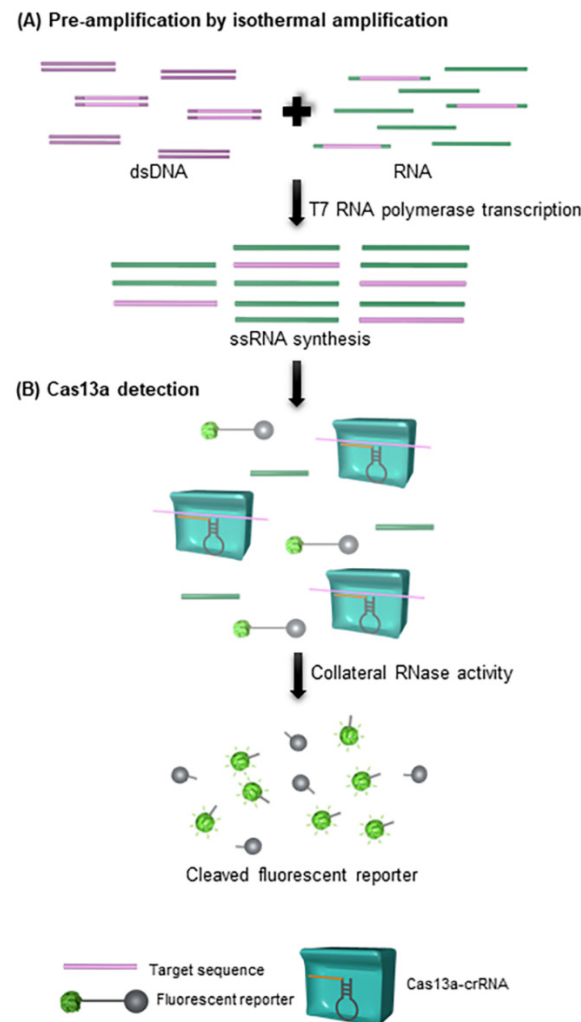 (A) Pre-amplification by isothermal amplification
dsDNA
RNA
T7 RNA polymerase transcription
ssRNA synthesis
(B) Cas13a detection
Collateral RNase activity
Cleaved fluorescent reporter
Target sequence
Fluorescent reporter
Cas13a-crRNA